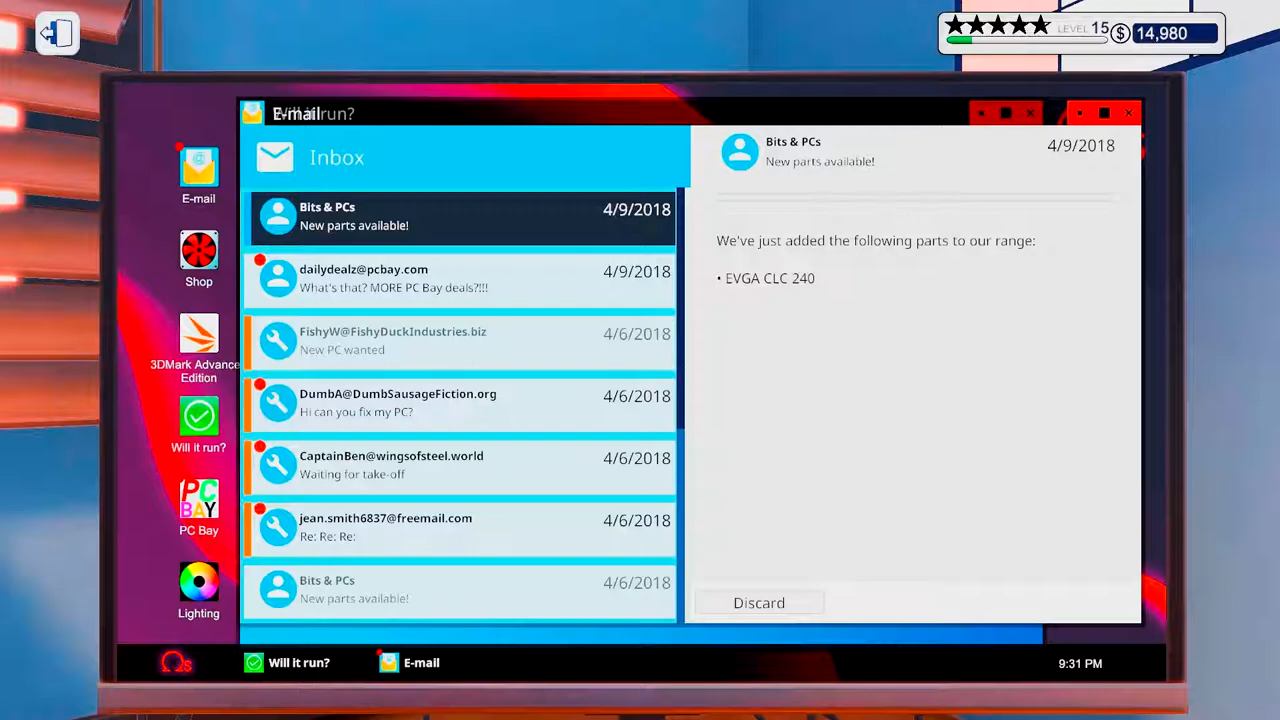 LEVEL 15
$ 14,980
E-mail
Will it run?
Inbox
Bits & PCs
4/9/2018
New parts available!
dailydealz@pcbay.com
4/9/2018
What's that? MORE PC Bay deals?!!!
FishyW@FishyDuckIndustries.biz
4/6/2018
New PC wanted
DumbA@DumbSausageFiction.org
4/6/2018
Hi can you fix my PC?
CaptainBen@wingsofsteel.world
4/6/2018
Waiting for take-off
jean.smith6837@freemail.com
4/6/2018
Re: Re: Re:
Bits & PCs
4/6/2018
New parts available!
Bits & PCs
4/9/2018
New parts available!
We've just added the following parts to our range:
• EVGA CLC 240
Discard
E-mail
Shop
3DMark Advance
Edition
Will it run?
PC
BAY
PC Bay
Lighting
Ωs
Will it run?
E-mail
9:31 PM